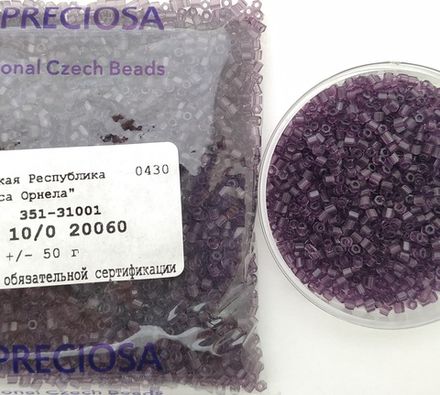 PRECIOSA
onal Czech Beads
кая Республика 0430
са Орнела"
351-31001
10/0 20060
+/- 50 г
обязательной сертификации
PRECIOSA